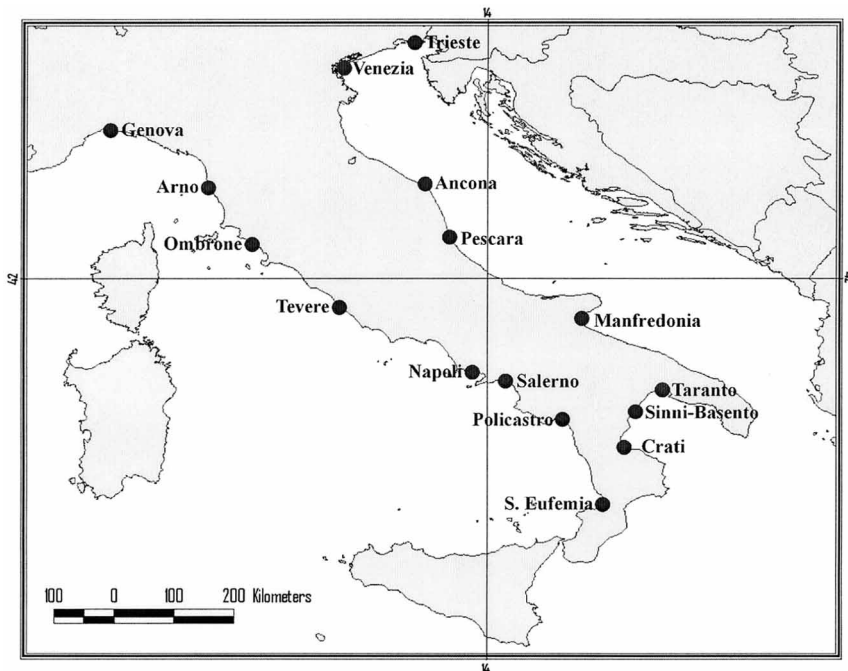 14
Trieste
Venezia
Genova
Arno
Ancona
Ombrone
Pescara
42
Tevere
Manfredonia
Napoli
Salerno
Taranto
Policastro
Sinni-Basento
Crati
S. Eufemia
100 0 100 200 Kilometers
14